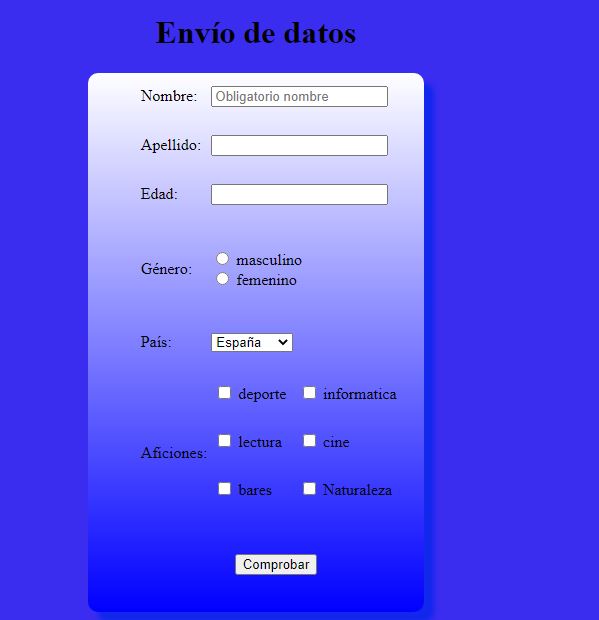 Envío de datos
Nombre: Obligatorio nombre
Apellido:
Edad:
Género:
masculino
femenino
País: España
Aficiones:
deporte informatica
lectura cine
bares Naturaleza
Comprobar